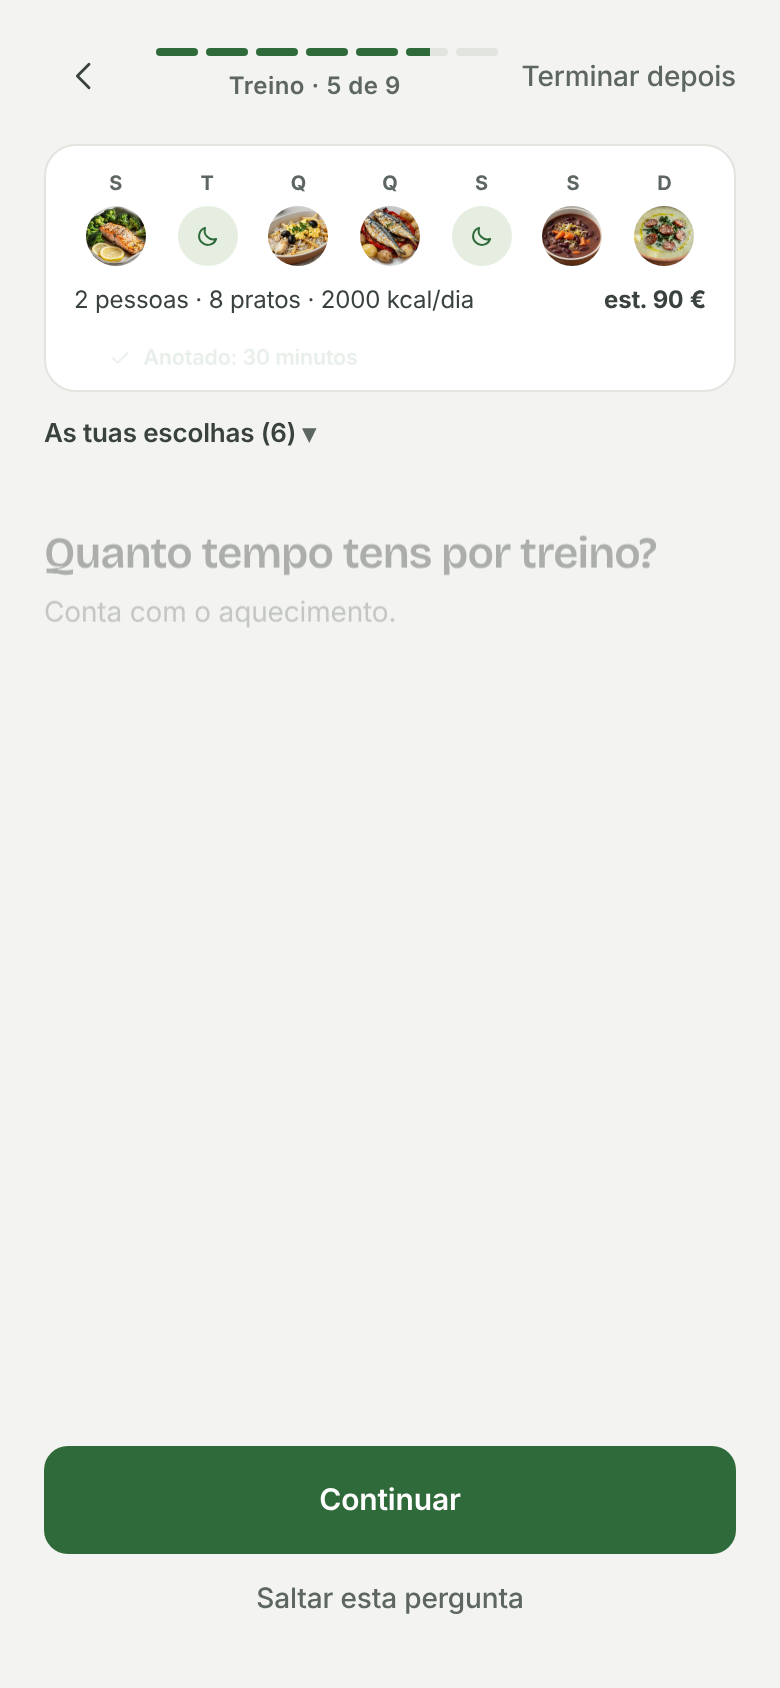 Treino · 5 de 9
Terminar depois
S T Q Q S S D
2 pessoas · 8 pratos · 2000 kcal/dia est. 90 €
Anotado: 30 minutos
As tuas escolhas (6) ▾
Quanto tempo tens por treino?
Conta com o aquecimento.
Continuar
Saltar esta pergunta